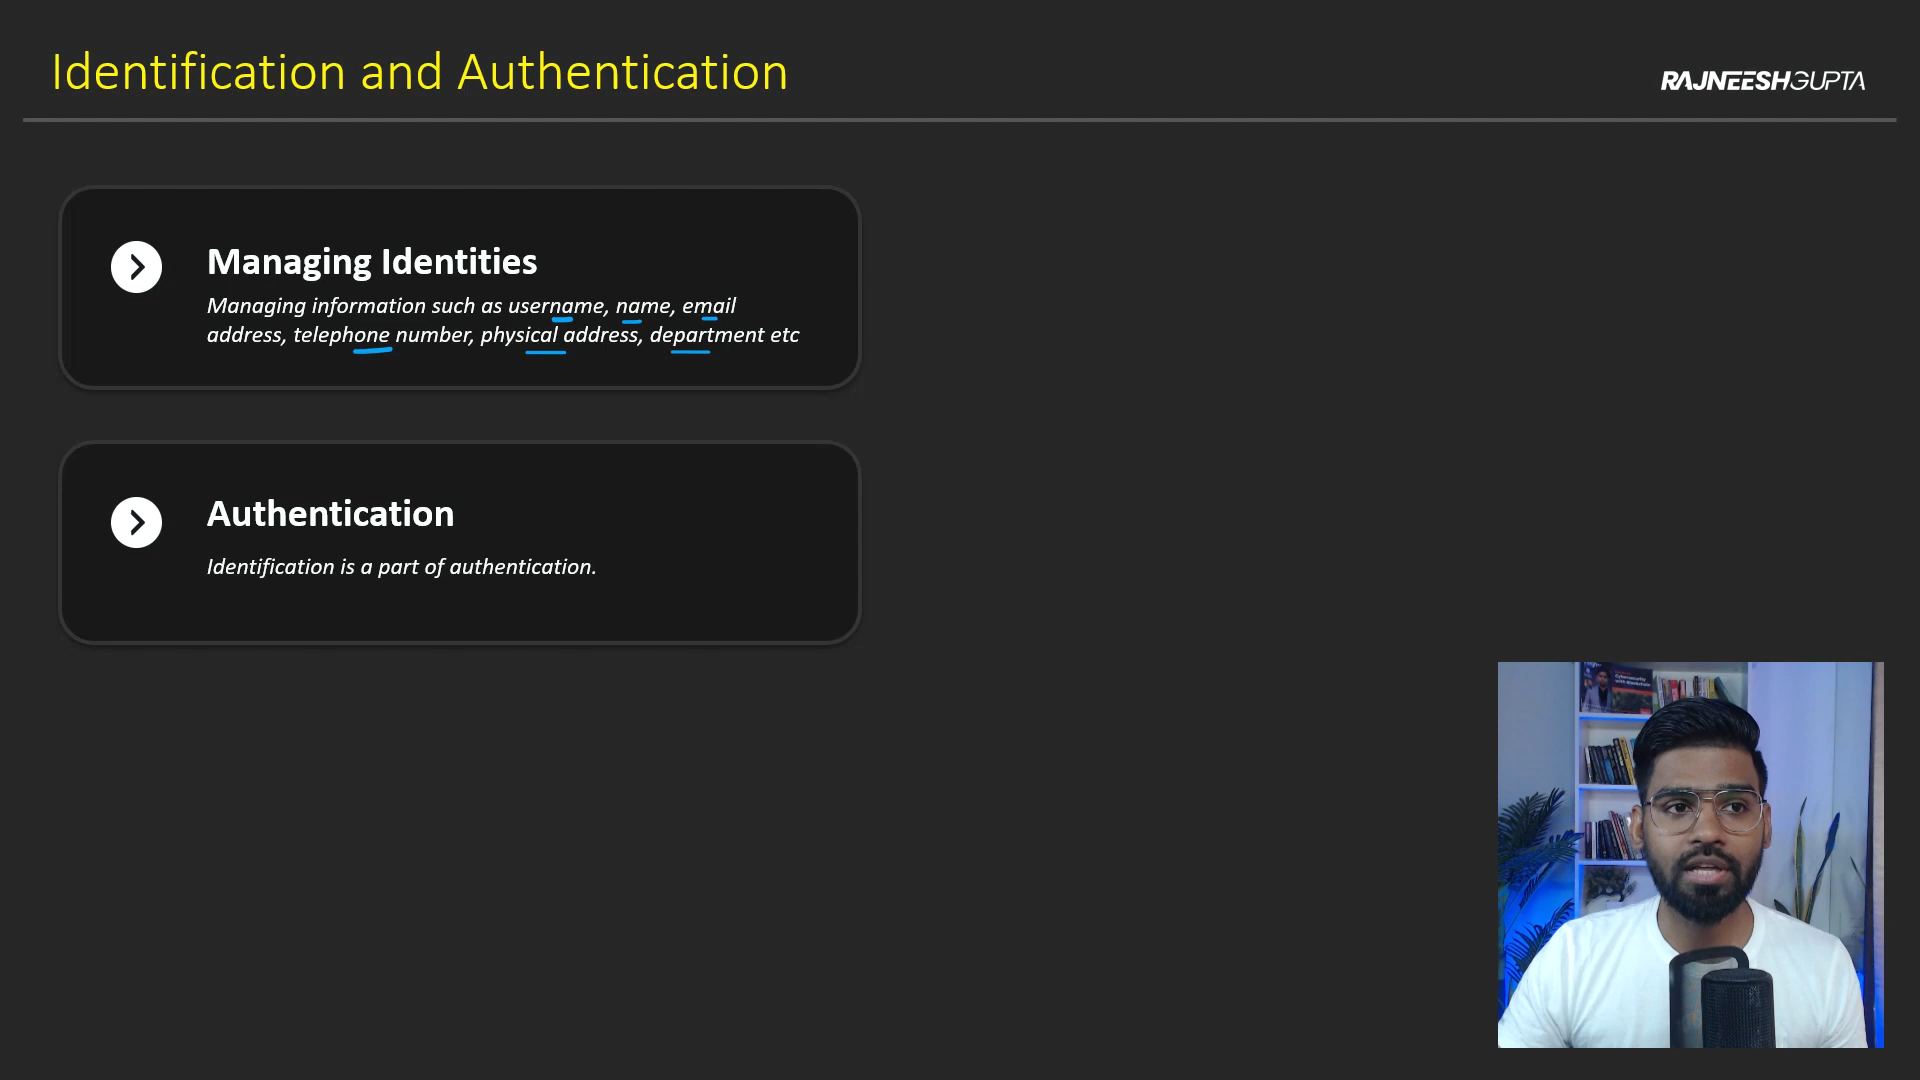 Identification and Authentication
RAJNEESHGUPTA
Managing Identities
Managing information such as username, name, email
address, telephone number, physical address, department etc
Authentication
Identification is a part of authentication.